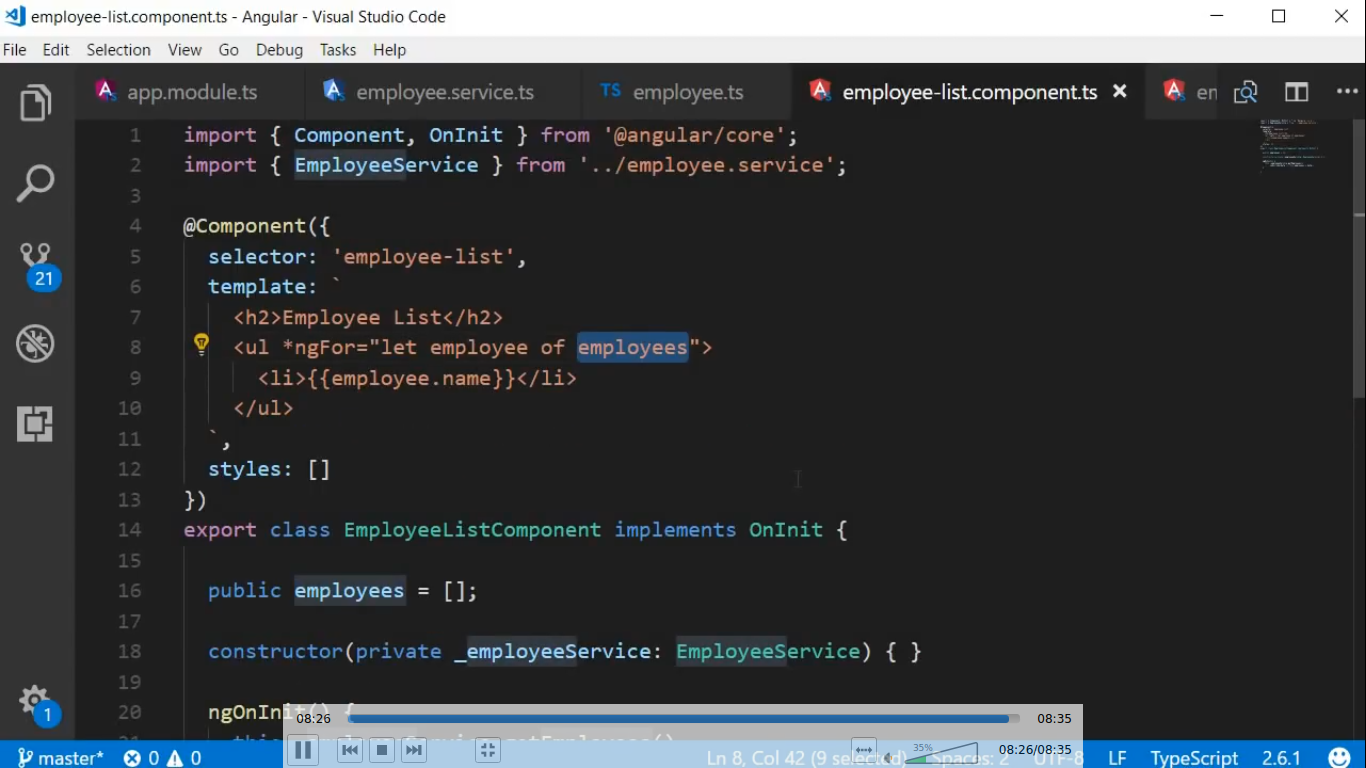 employee-list.component.ts - Angular - Visual Studio Code
File Edit Selection View Go Debug Tasks Help
app.module.ts employee.service.ts TS employee.ts employee-list.component.ts en
1 import { Component, OnInit } from '@angular/core';
2 import { EmployeeService } from '../employee.service';
3
4 @Component({
5 selector: 'employee-list',
6 template: `
7 <h2>Employee List</h2>
8 <ul *ngFor="let employee of employees">
9 <li>{{employee.name}}</li>
10 </ul>
11 `,
12 styles: []
13 })
14 export class EmployeeListComponent implements OnInit {
15
16 public employees = [];
17
18 constructor(private _employeeService: EmployeeService) { }
19
20 ngOnInit() {
21
1
08:26 08:35
35% 08:26/08:35
master* 0 0 Ln 8, Col 42 (9 selected) Spaces: 2 UTF-8 LF TypeScript 2.6.1